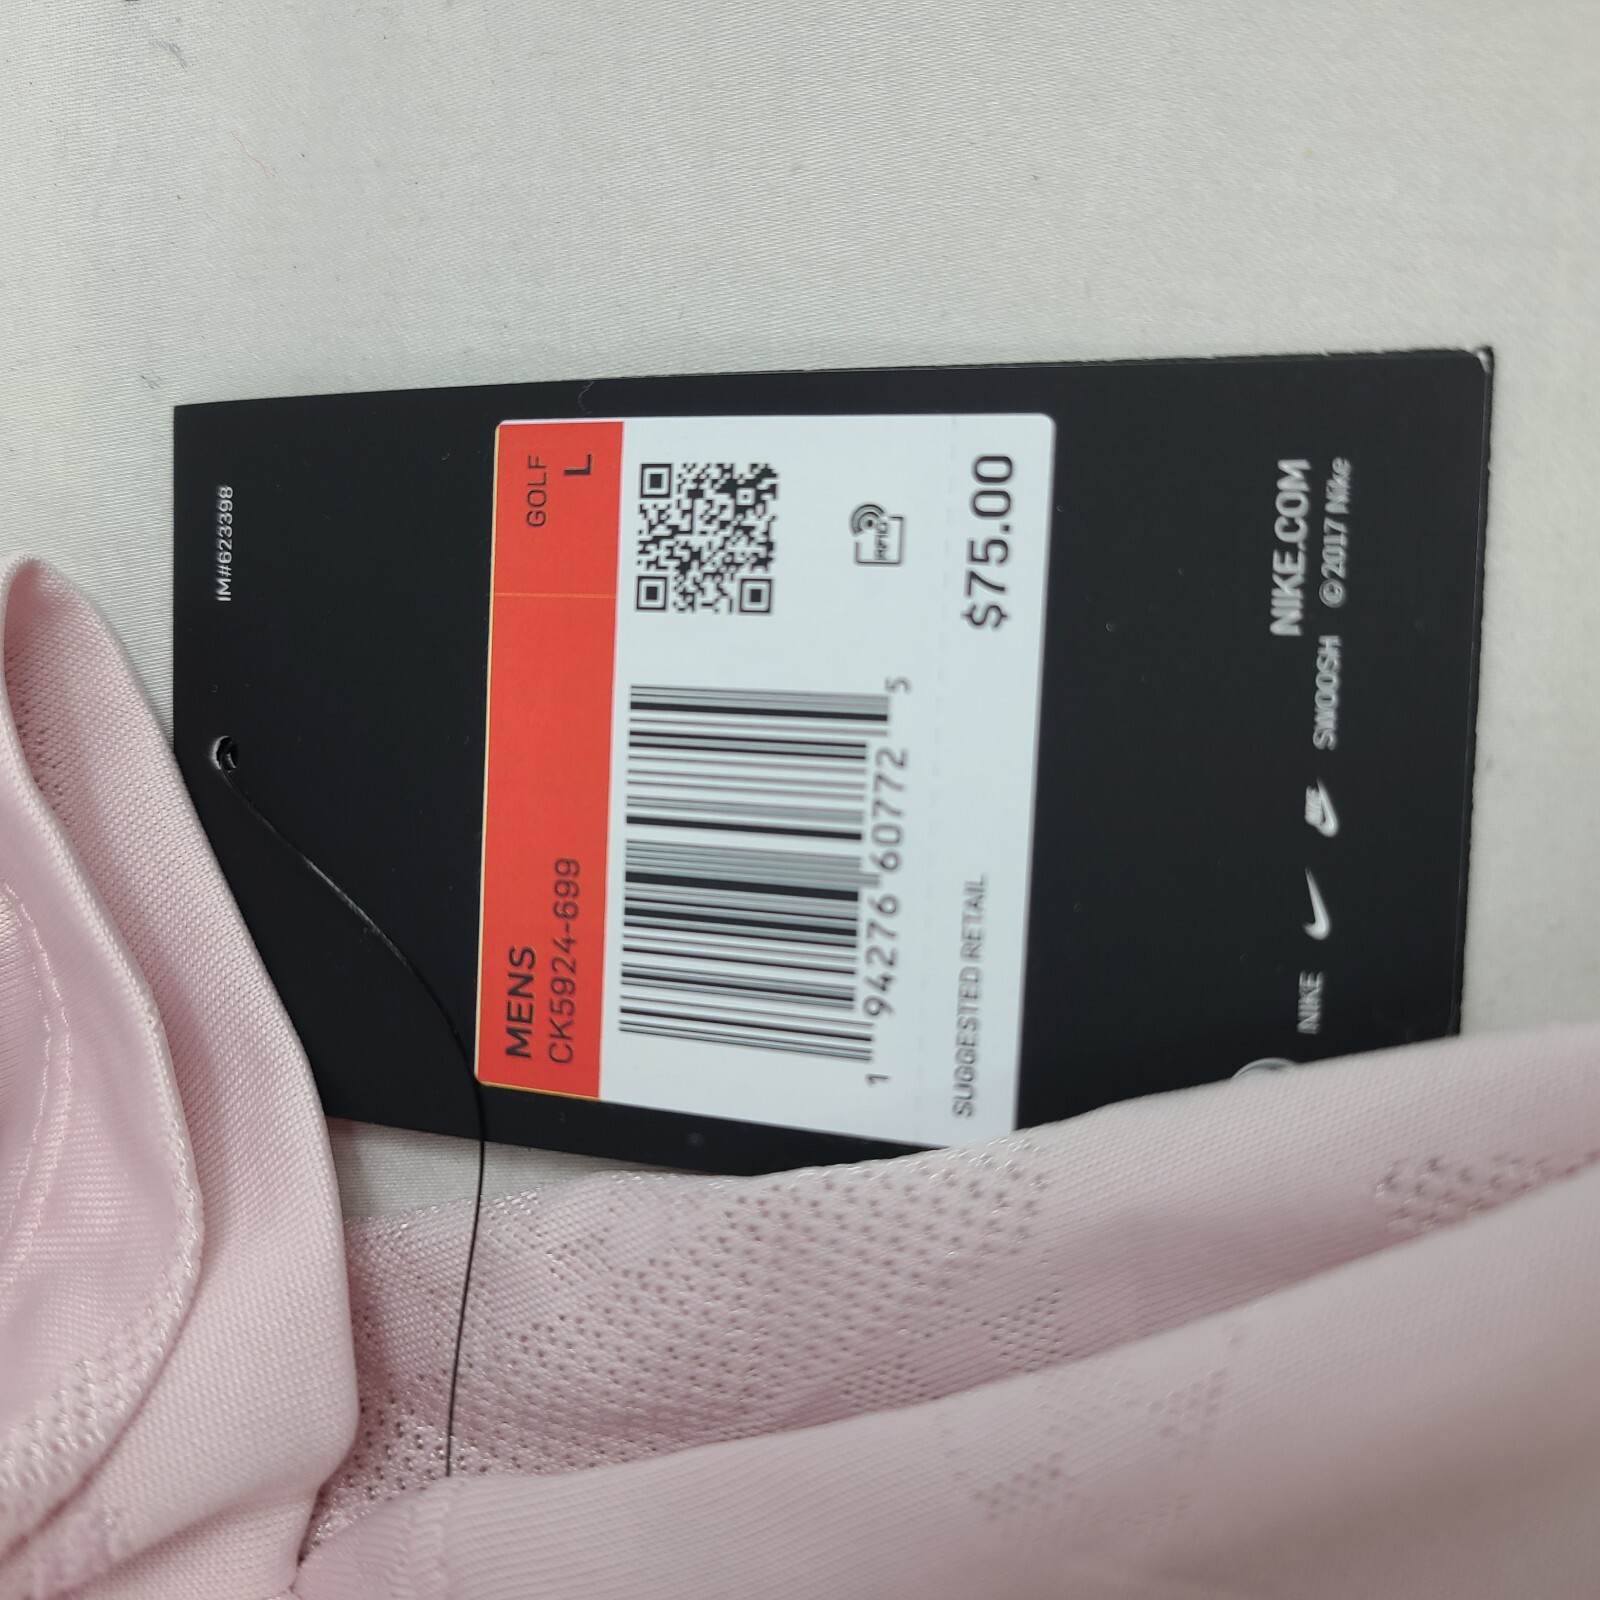 IM#623398
MENS GOLF
CK5924-699 L
1 94276 60772 5
RFID
SUGGESTED RETAIL $75.00
NIKE.COM
NIKE SWOOSH © 2017 Nike